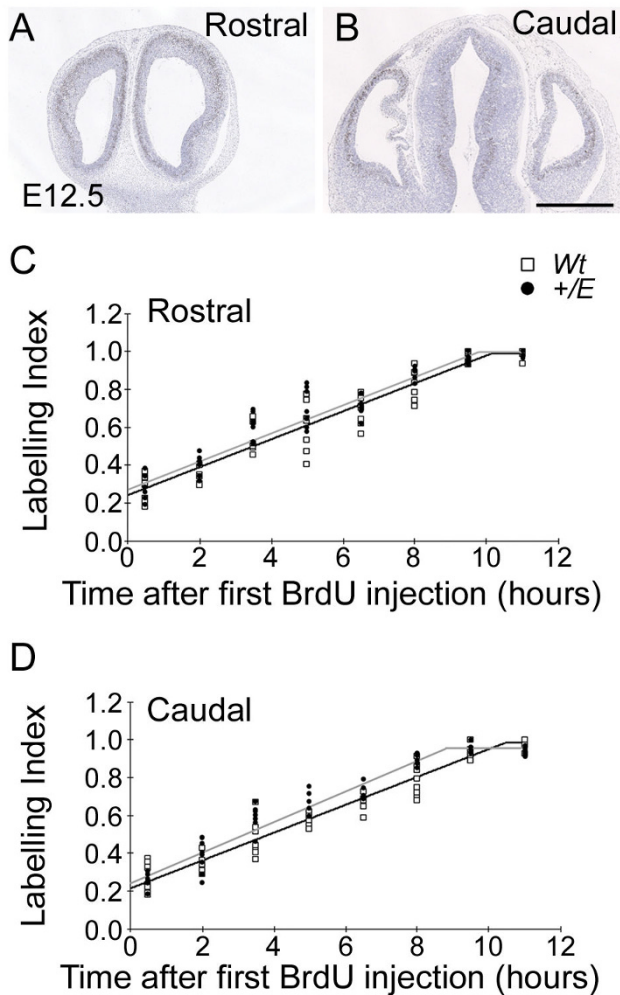 A Rostral
B Caudal
E12.5
C
□ Wt
● +/E
Rostral
1.2
1.0
0.8
0.6
0.4
0.2
0.0
Labelling Index
0 2 4 6 8 10 12
Time after first BrdU injection (hours)
D
Caudal
1.2
1.0
0.8
0.6
0.4
0.2
0.0
Labelling Index
0 2 4 6 8 10 12
Time after first BrdU injection (hours)